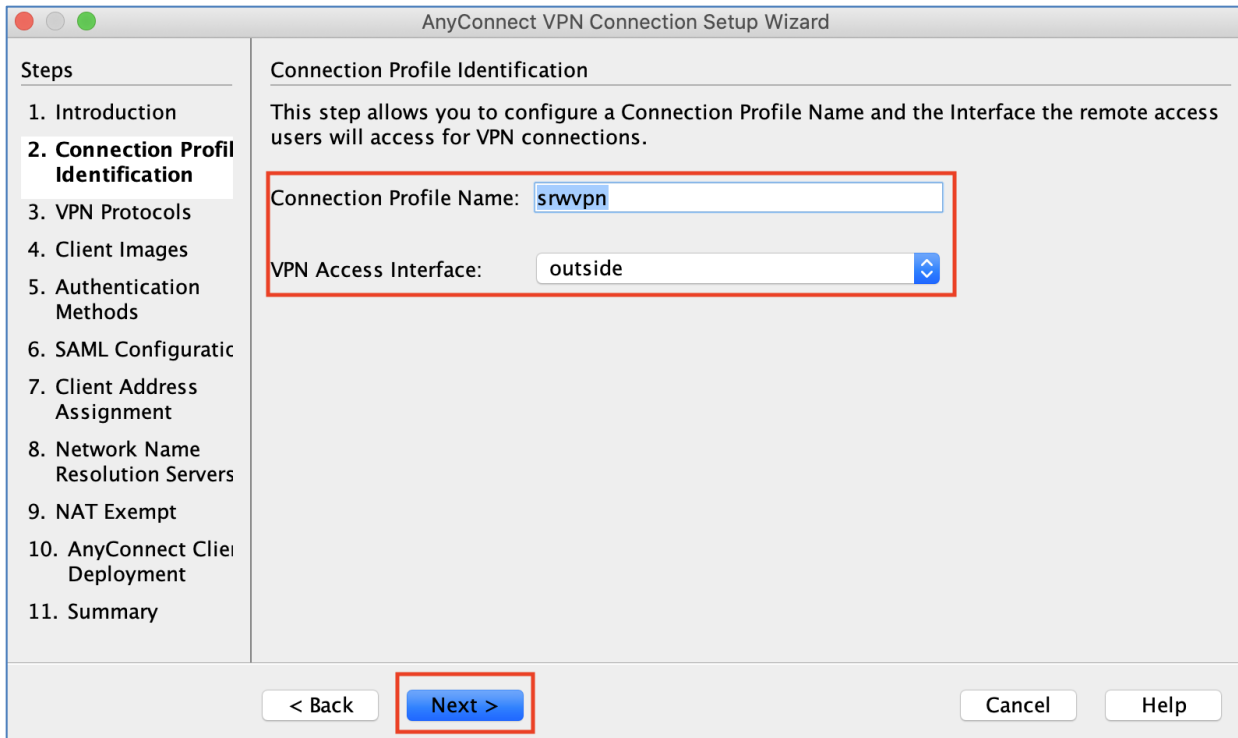 AnyConnect VPN Connection Setup Wizard
Steps
1. Introduction
2. Connection Profil
Identification
3. VPN Protocols
4. Client Images
5. Authentication
Methods
6. SAML Configuratic
7. Client Address
Assignment
8. Network Name
Resolution Servers
9. NAT Exempt
10. AnyConnect Clier
Deployment
11. Summary
Connection Profile Identification
This step allows you to configure a Connection Profile Name and the Interface the remote access
users will access for VPN connections.
Connection Profile Name: srwvpn
VPN Access Interface: outside
< Back
Next >
Cancel
Help